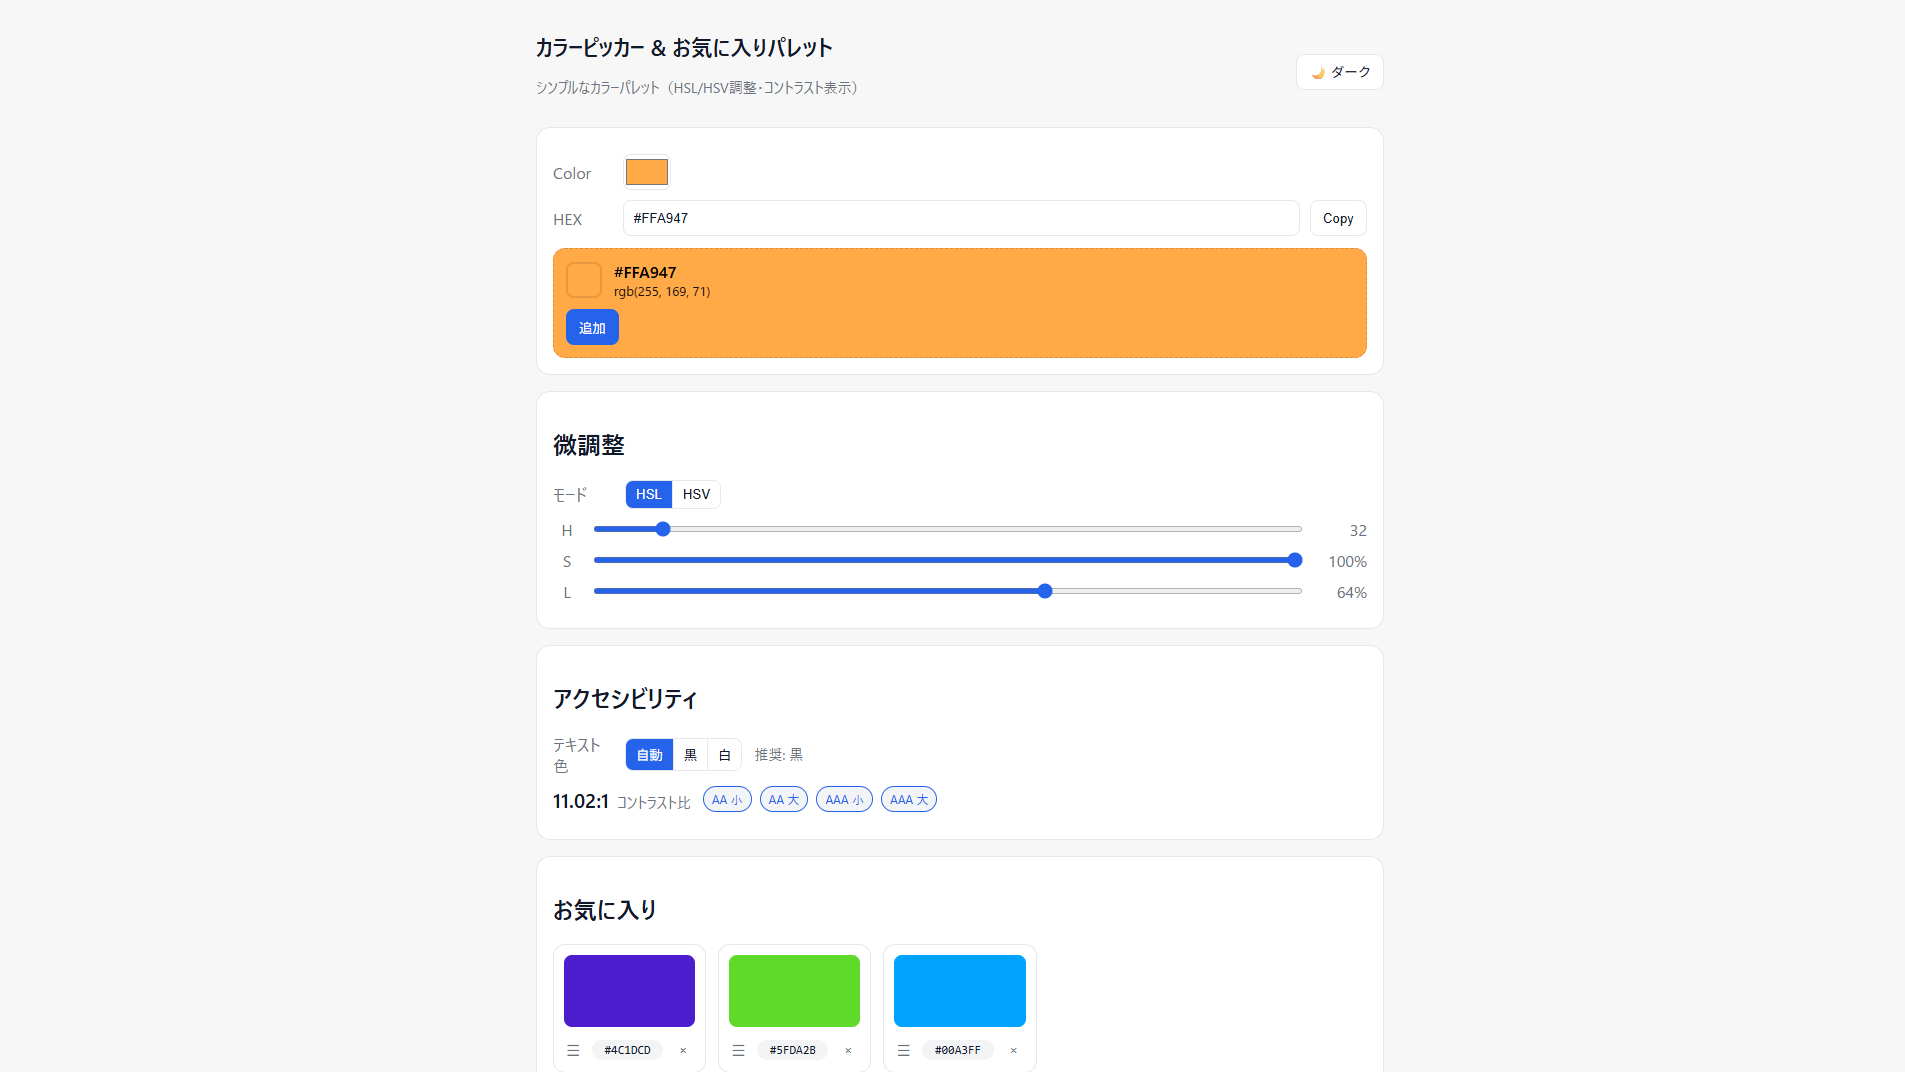 カラーピッカー & お気に入りパレット
シンプルなカラーパレット（HSL/HSV調整・コントラスト表示）
🌙 ダーク
Color
HEX
#FFA947
Copy
#FFA947
rgb(255, 169, 71)
追加
微調整
モード
HSL
HSV
H
32
S
100%
L
64%
アクセシビリティ
テキスト
色
自動
黒
白
推奨: 黒
11.02:1 コントラスト比
AA 小
AA 大
AAA 小
AAA 大
お気に入り
☰ #4C1DCD ×
☰ #5FDA2B ×
☰ #00A3FF ×